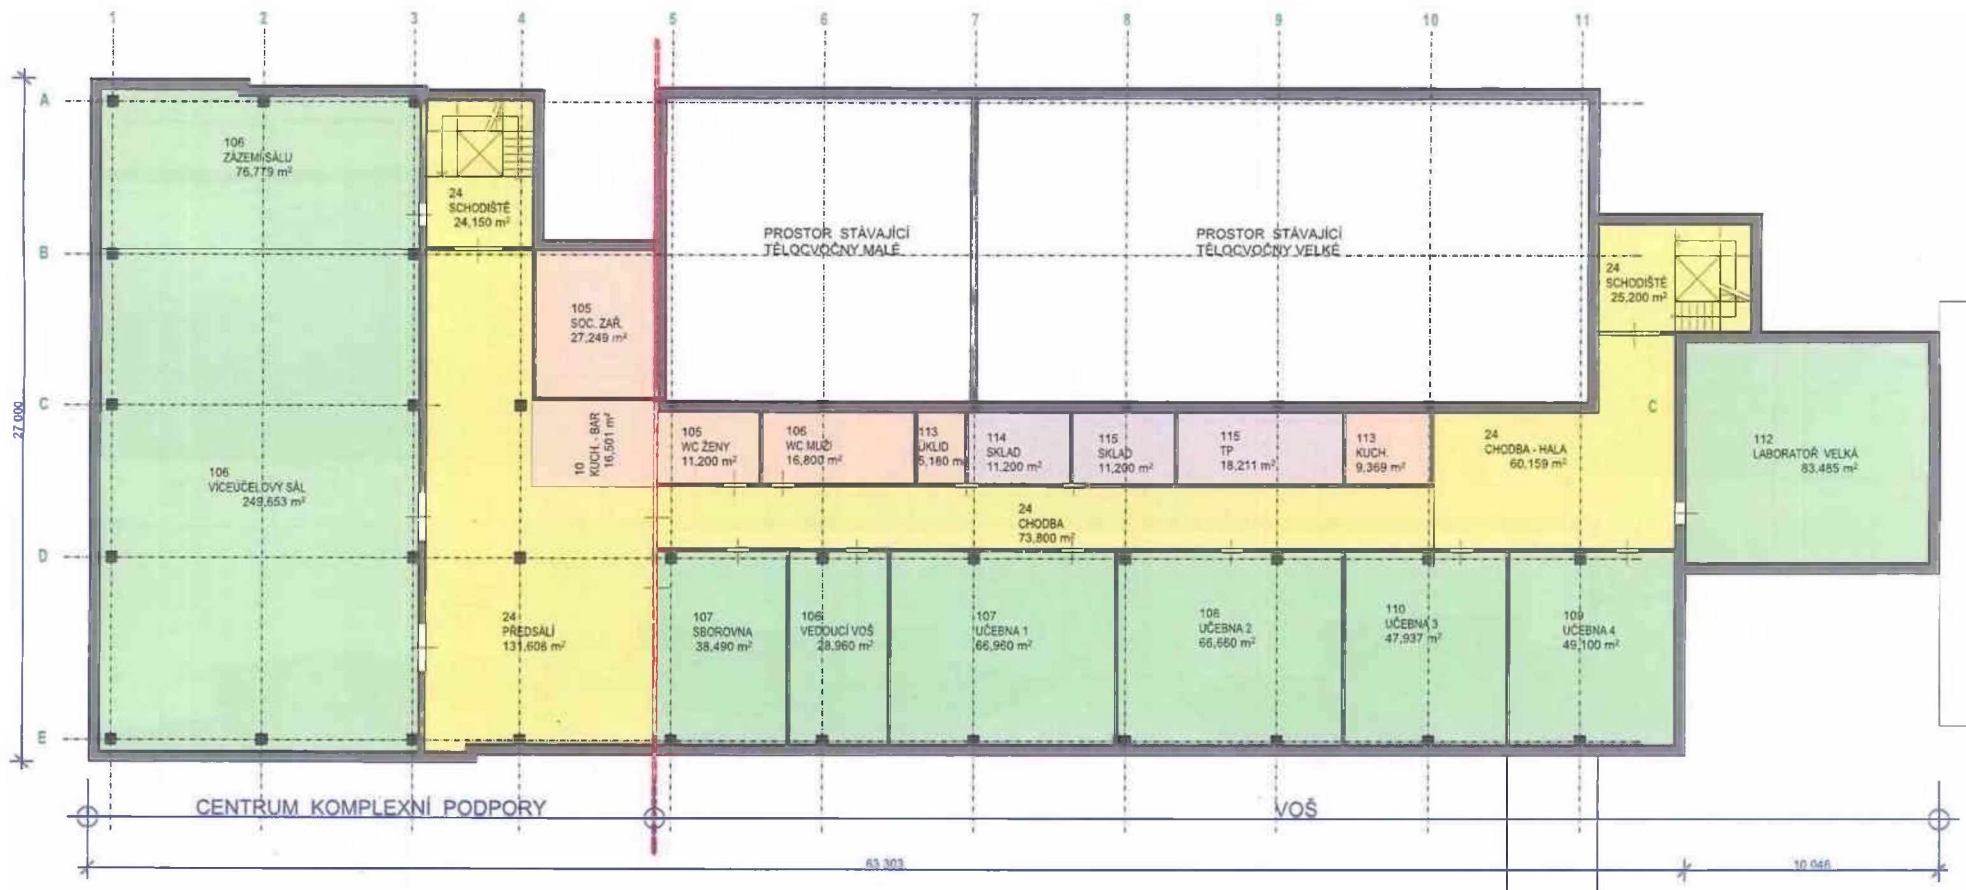 1 2 3 4 5 6 7 8 9 10 11
A
B
C
D
E
C
27 000
106
ZÁZEMÍ SÁLU
76,779 m²
24
SCHODIŠTĚ
24,150 m²
105
SOC. ZAŘ.
27,249 m²
10
KUCH. - BAR
16,501 m²
106
VÍCEÚČELOVÝ SÁL
249,653 m²
24
PŘEDSÁLÍ
131,608 m²
PROSTOR STÁVAJÍCÍ
TĚLOCVOČNY MALÉ
PROSTOR STÁVAJÍCÍ
TĚLOCVOČNY VELKÉ
24
SCHODIŠTĚ
25,200 m²
105
WC ŽENY
11,200 m²
106
WC MUŽI
16,800 m²
113
ÚKLID
5,180 m
114
SKLAD
11,200 m²
115
SKLAD
11,200 m²
115
TP
18,211 m²
113
KUCH.
9,369 m²
24
CHODBA - HALA
60,159 m²
112
LABORATOŘ VELKÁ
83,485 m²
24
CHODBA
73,800 m²
107
SBOROVNA
38,490 m²
106
VEDOUCÍ VOŠ
28,960 m²
107
UČEBNA 1
66,960 m²
108
UČEBNA 2
66,660 m²
110
UČEBNA 3
47,937 m²
109
UČEBNA 4
49,100 m²
CENTRUM KOMPLEXNÍ PODPORY
VOŠ
63 303
10 046